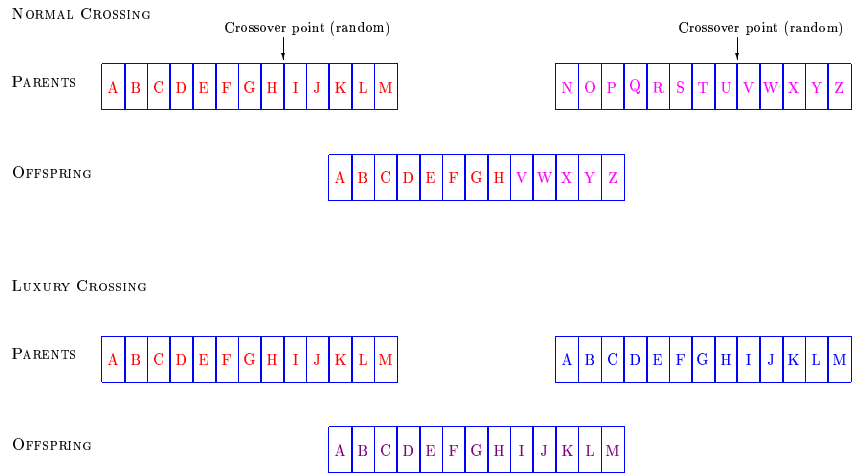 NORMAL CROSSING
Crossover point (random) Crossover point (random)
PARENTS A B C D E F G H I J K L M N O P Q R S T U V W X Y Z
OFFSPRING A B C D E F G H V W X Y Z
LUXURY CROSSING
PARENTS A B C D E F G H I J K L M A B C D E F G H I J K L M
OFFSPRING A B C D E F G H I J K L M